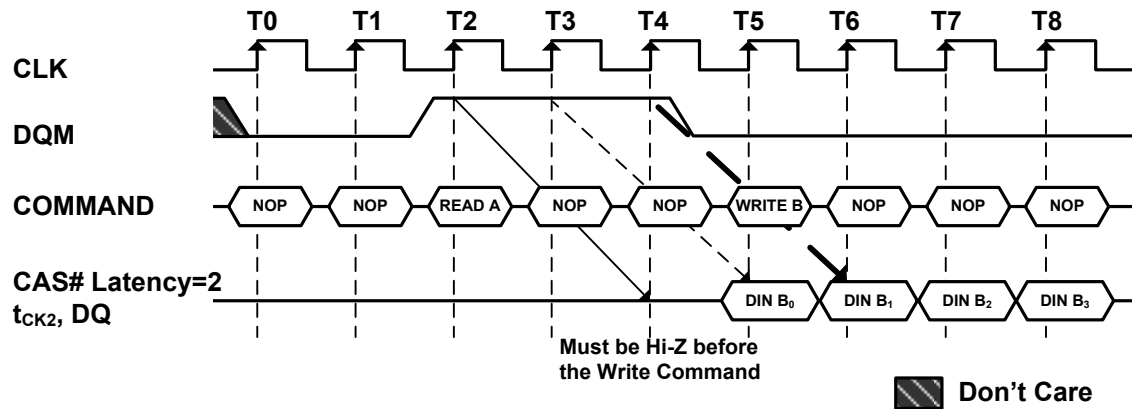 T0 T1 T2 T3 T4 T5 T6 T7 T8
CLK
DQM
COMMAND NOP NOP READ A NOP NOP WRITE B NOP NOP NOP
CAS# Latency=2
tCK2, DQ DIN B0 DIN B1 DIN B2 DIN B3
Must be Hi-Z before
the Write Command
Don't Care